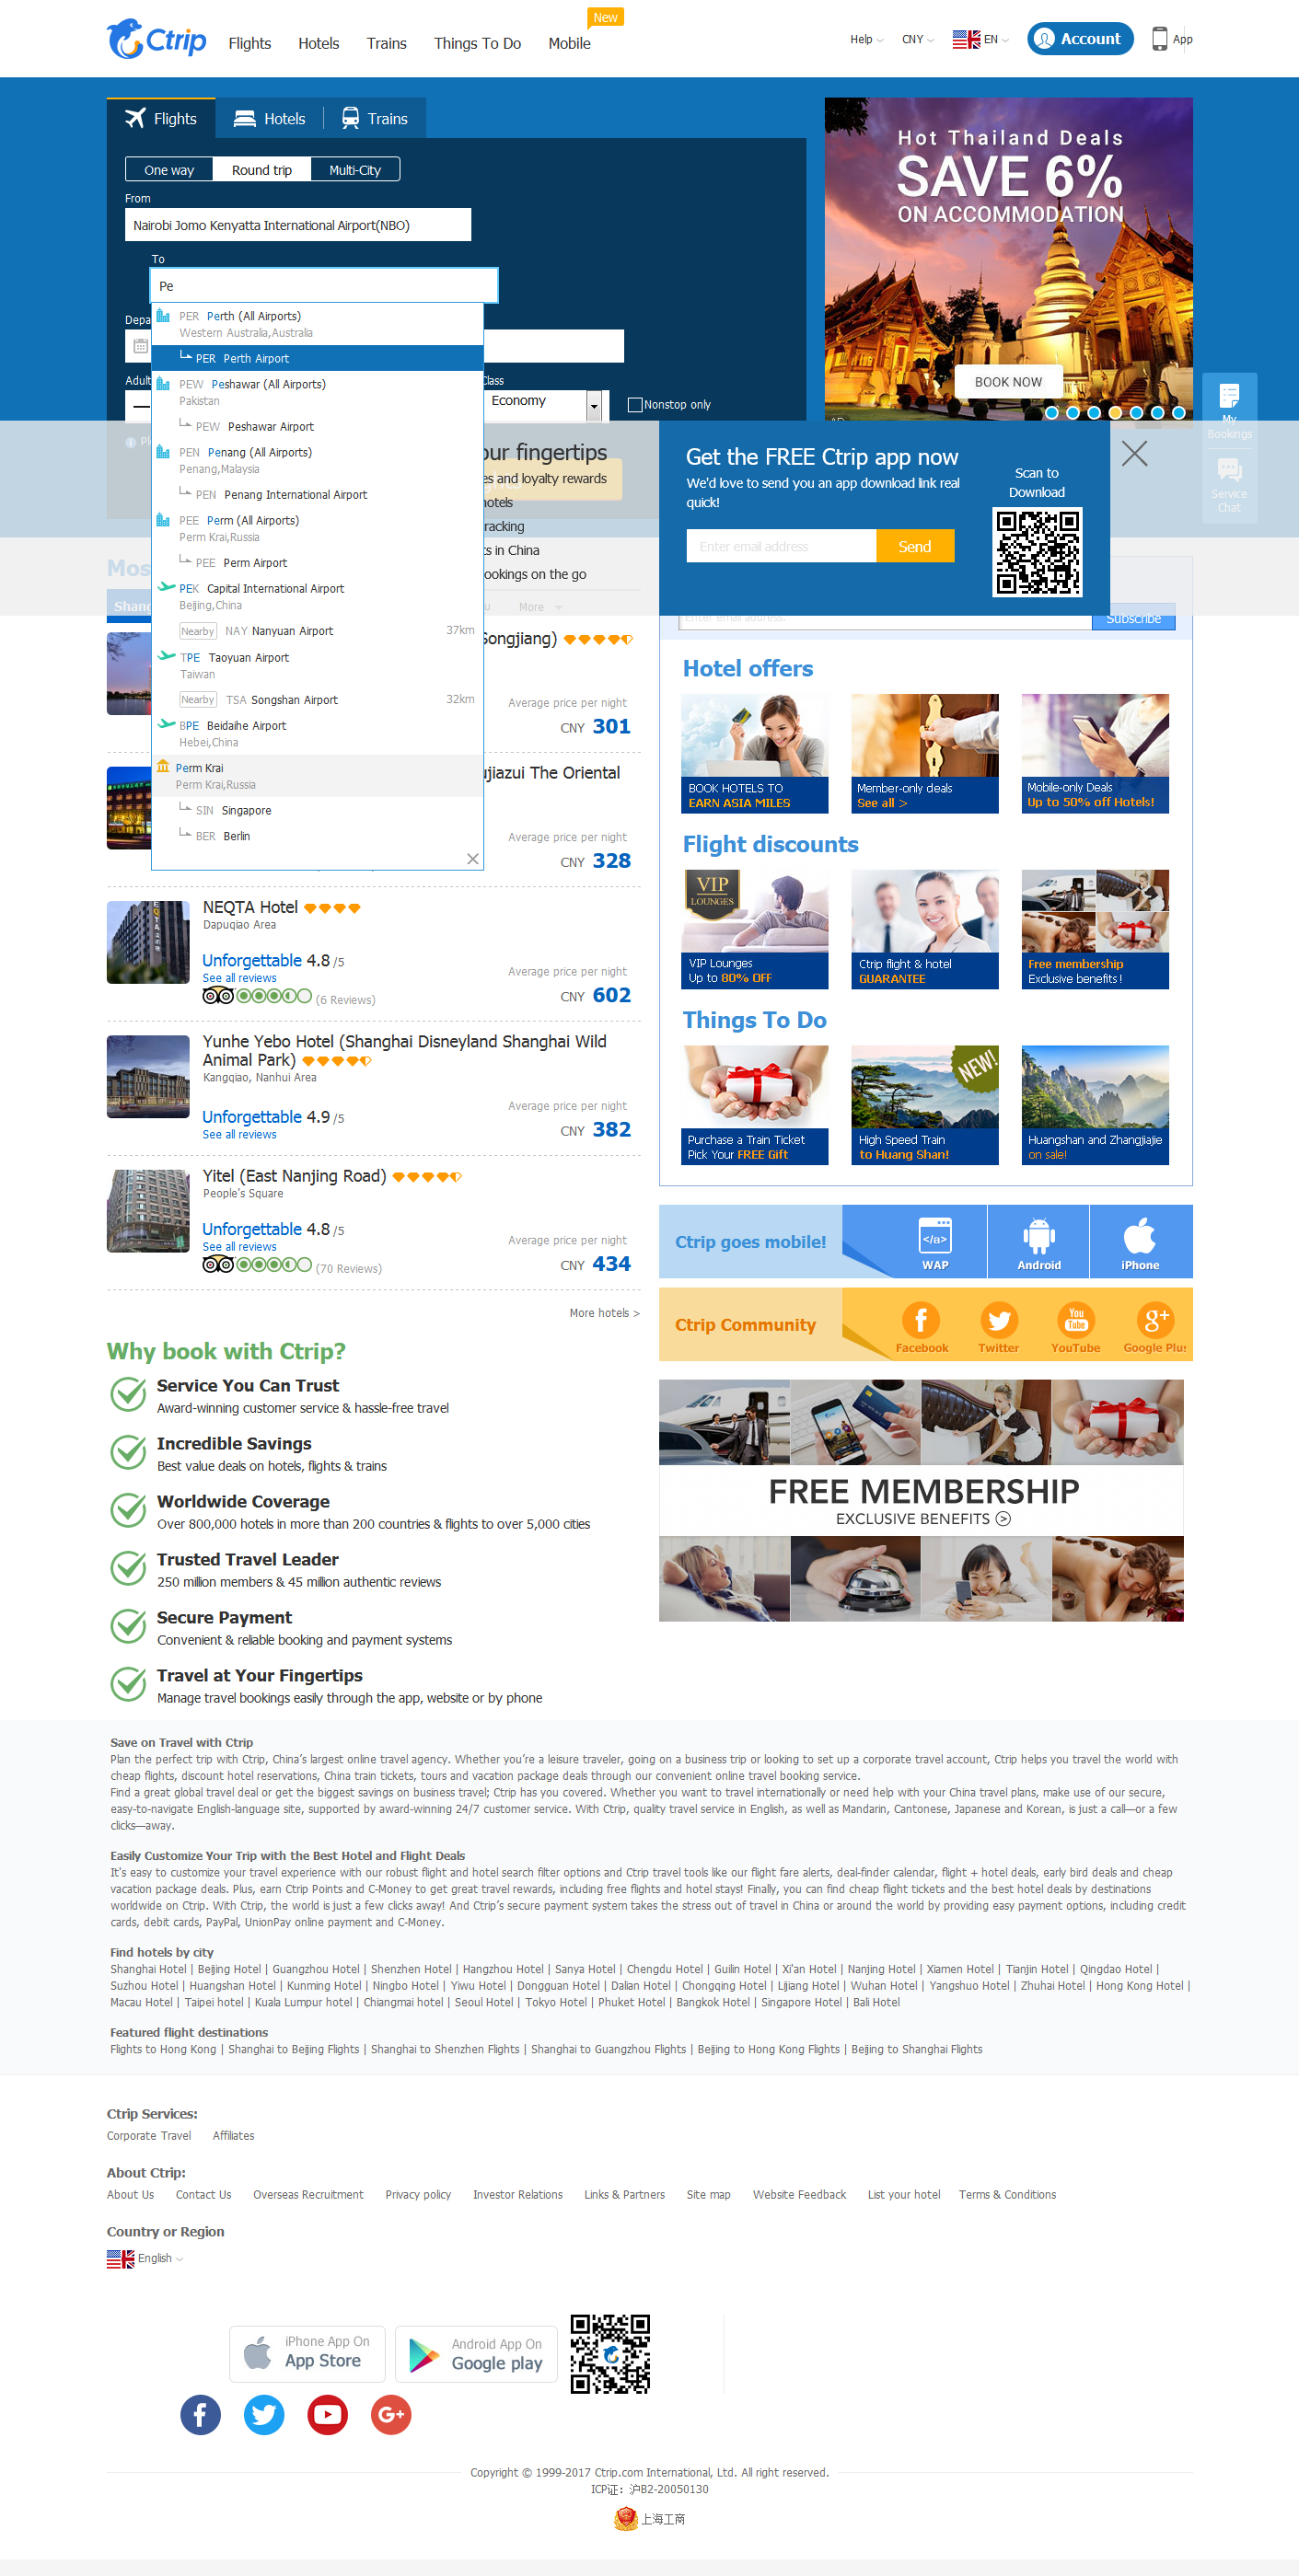 New
Ctrip
Flights
Hotels
Trains
Things To Do
Mobile
Help
CNY
EN
Account
App
Flights
Hotels
Trains
One way
Round trip
Multi-City
From
Nairobi Jomo Kenyatta International Airport(NBO)
To
Pe
PER Perth (All Airports)
Western Australia,Australia
PER Perth Airport
PEW Peshawar (All Airports)
Pakistan
PEW Peshawar Airport
PEN Penang (All Airports)
Penang,Malaysia
PEN Penang International Airport
PEE Perm (All Airports)
Perm Krai,Russia
PEE Perm Airport
PEK Capital International Airport
Beijing,China
Nearby NAY Nanyuan Airport 37km
TPE Taoyuan Airport
Taiwan
Nearby TSA Songshan Airport 32km
BPE Beidaihe Airport
Hebei,China
Perm Krai
Perm Krai,Russia
SIN Singapore
BER Berlin
Class
Economy
Nonstop only
Hot Thailand Deals
SAVE 6%
ON ACCOMMODATION
BOOK NOW
My
Bookings
Service
Chat
our fingertips
es and loyalty rewards
hotels
racking
ts in China
ookings on the go
More
Get the FREE Ctrip app now
We'd love to send you an app download link real
quick!
Enter email address
Send
Scan to
Download
Enter email address.
Subscribe
Songjiang)
Average price per night
CNY 301
ujiazui The Oriental
Average price per night
CNY 328
NEQTA Hotel
Dapuqiao Area
Unforgettable 4.8 /5
See all reviews
(6 Reviews)
Average price per night
CNY 602
Yunhe Yebo Hotel (Shanghai Disneyland Shanghai Wild
Animal Park)
Kangqiao, Nanhui Area
Unforgettable 4.9 /5
See all reviews
Average price per night
CNY 382
Yitel (East Nanjing Road)
People's Square
Unforgettable 4.8 /5
See all reviews
(70 Reviews)
Average price per night
CNY 434
More hotels >
Hotel offers
BOOK HOTELS TO
EARN ASIA MILES
Member-only deals
See all >
Mobile-only Deals
Up to 50% off Hotels!
Flight discounts
VIP
LOUNGES
VIP Lounges
Up to 80% OFF
Ctrip flight & hotel
GUARANTEE
Free membership
Exclusive benefits !
Things To Do
Purchase a Train Ticket
Pick Your FREE Gift
NEW!
High Speed Train
to Huang Shan!
Huangshan and Zhangjiajie
on sale!
Ctrip goes mobile!
WAP
Android
iPhone
Ctrip Community
Facebook
Twitter
YouTube
Google Plus
FREE MEMBERSHIP
EXCLUSIVE BENEFITS >
Why book with Ctrip?
Service You Can Trust
Award-winning customer service & hassle-free travel
Incredible Savings
Best value deals on hotels, flights & trains
Worldwide Coverage
Over 800,000 hotels in more than 200 countries & flights to over 5,000 cities
Trusted Travel Leader
250 million members & 45 million authentic reviews
Secure Payment
Convenient & reliable booking and payment systems
Travel at Your Fingertips
Manage travel bookings easily through the app, website or by phone
Save on Travel with Ctrip
Plan the perfect trip with Ctrip, China's largest online travel agency. Whether you're a leisure traveler, going on a business trip or looking to set up a corporate travel account, Ctrip helps you travel the world with
cheap flights, discount hotel reservations, China train tickets, tours and vacation package deals through our convenient online travel booking service.
Find a great global travel deal or get the biggest savings on business travel; Ctrip has you covered. Whether you want to travel internationally or need help with your China travel plans, make use of our secure,
easy-to-navigate English-language site, supported by award-winning 24/7 customer service. With Ctrip, quality travel service in English, as well as Mandarin, Cantonese, Japanese and Korean, is just a call—or a few
clicks—away.
Easily Customize Your Trip with the Best Hotel and Flight Deals
It's easy to customize your travel experience with our robust flight and hotel search filter options and Ctrip travel tools like our flight fare alerts, deal-finder calendar, flight + hotel deals, early bird deals and cheap
vacation package deals. Plus, earn Ctrip Points and C-Money to get great travel rewards, including free flights and hotel stays! Finally, you can find cheap flight tickets and the best hotel deals by destinations
worldwide on Ctrip. With Ctrip, the world is just a few clicks away! And Ctrip's secure payment system takes the stress out of travel in China or around the world by providing easy payment options, including credit
cards, debit cards, PayPal, UnionPay online payment and C-Money.
Find hotels by city
Shanghai Hotel | Beijing Hotel | Guangzhou Hotel | Shenzhen Hotel | Hangzhou Hotel | Sanya Hotel | Chengdu Hotel | Guilin Hotel | Xi'an Hotel | Nanjing Hotel | Xiamen Hotel | Tianjin Hotel | Qingdao Hotel |
Suzhou Hotel | Huangshan Hotel | Kunming Hotel | Ningbo Hotel | Yiwu Hotel | Dongguan Hotel | Dalian Hotel | Chongqing Hotel | Lijiang Hotel | Wuhan Hotel | Yangshuo Hotel | Zhuhai Hotel | Hong Kong Hotel |
Macau Hotel | Taipei hotel | Kuala Lumpur hotel | Chiangmai hotel | Seoul Hotel | Tokyo Hotel | Phuket Hotel | Bangkok Hotel | Singapore Hotel | Bali Hotel
Featured flight destinations
Flights to Hong Kong | Shanghai to Beijing Flights | Shanghai to Shenzhen Flights | Shanghai to Guangzhou Flights | Beijing to Hong Kong Flights | Beijing to Shanghai Flights
Ctrip Services:
Corporate Travel
Affiliates
About Ctrip:
About Us
Contact Us
Overseas Recruitment
Privacy policy
Investor Relations
Links & Partners
Site map
Website Feedback
List your hotel
Terms & Conditions
Country or Region
English
iPhone App On
App Store
Android App On
Google play
Copyright © 1999-2017 Ctrip.com International, Ltd. All right reserved.
ICP证：沪B2-20050130
上海工商